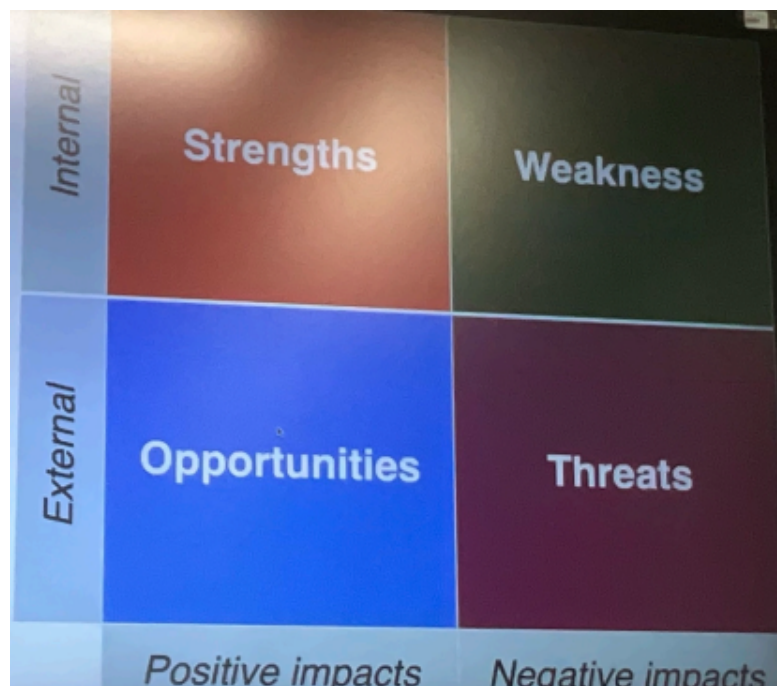 Internal
Strengths
Weakness
External
Opportunities
Threats
Positive impacts
Negative impacts